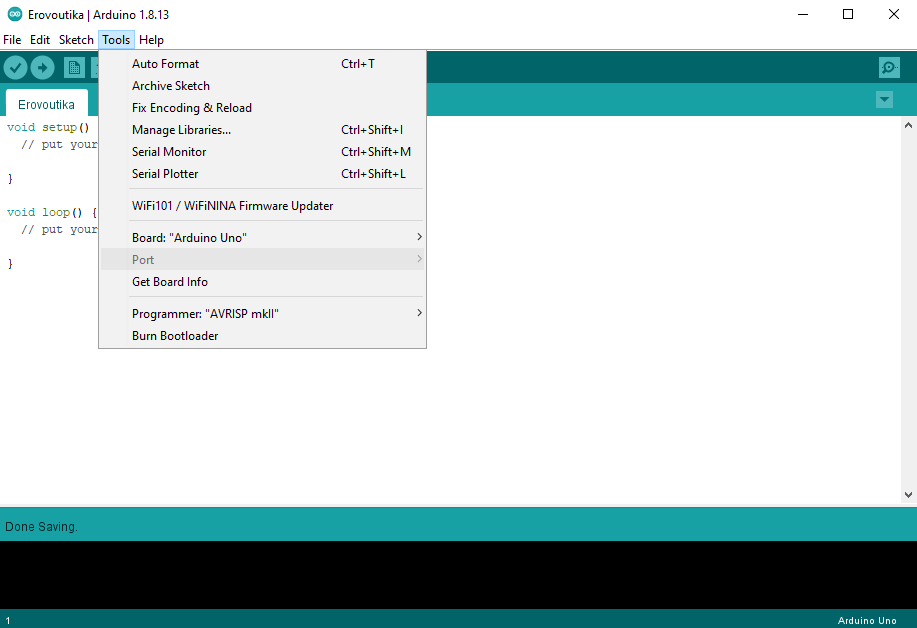 Erovoutika | Arduino 1.8.13
File Edit Sketch Tools Help
Auto Format Ctrl+T
Archive Sketch
Fix Encoding & Reload
Manage Libraries... Ctrl+Shift+I
Serial Monitor Ctrl+Shift+M
Serial Plotter Ctrl+Shift+L
WiFi101 / WiFiNINA Firmware Updater
Board: "Arduino Uno"
Port
Get Board Info
Programmer: "AVRISP mkII"
Burn Bootloader
Erovoutika
void setup()
// put your
}
void loop() {
// put your
}
Done Saving.
1 Arduino Uno